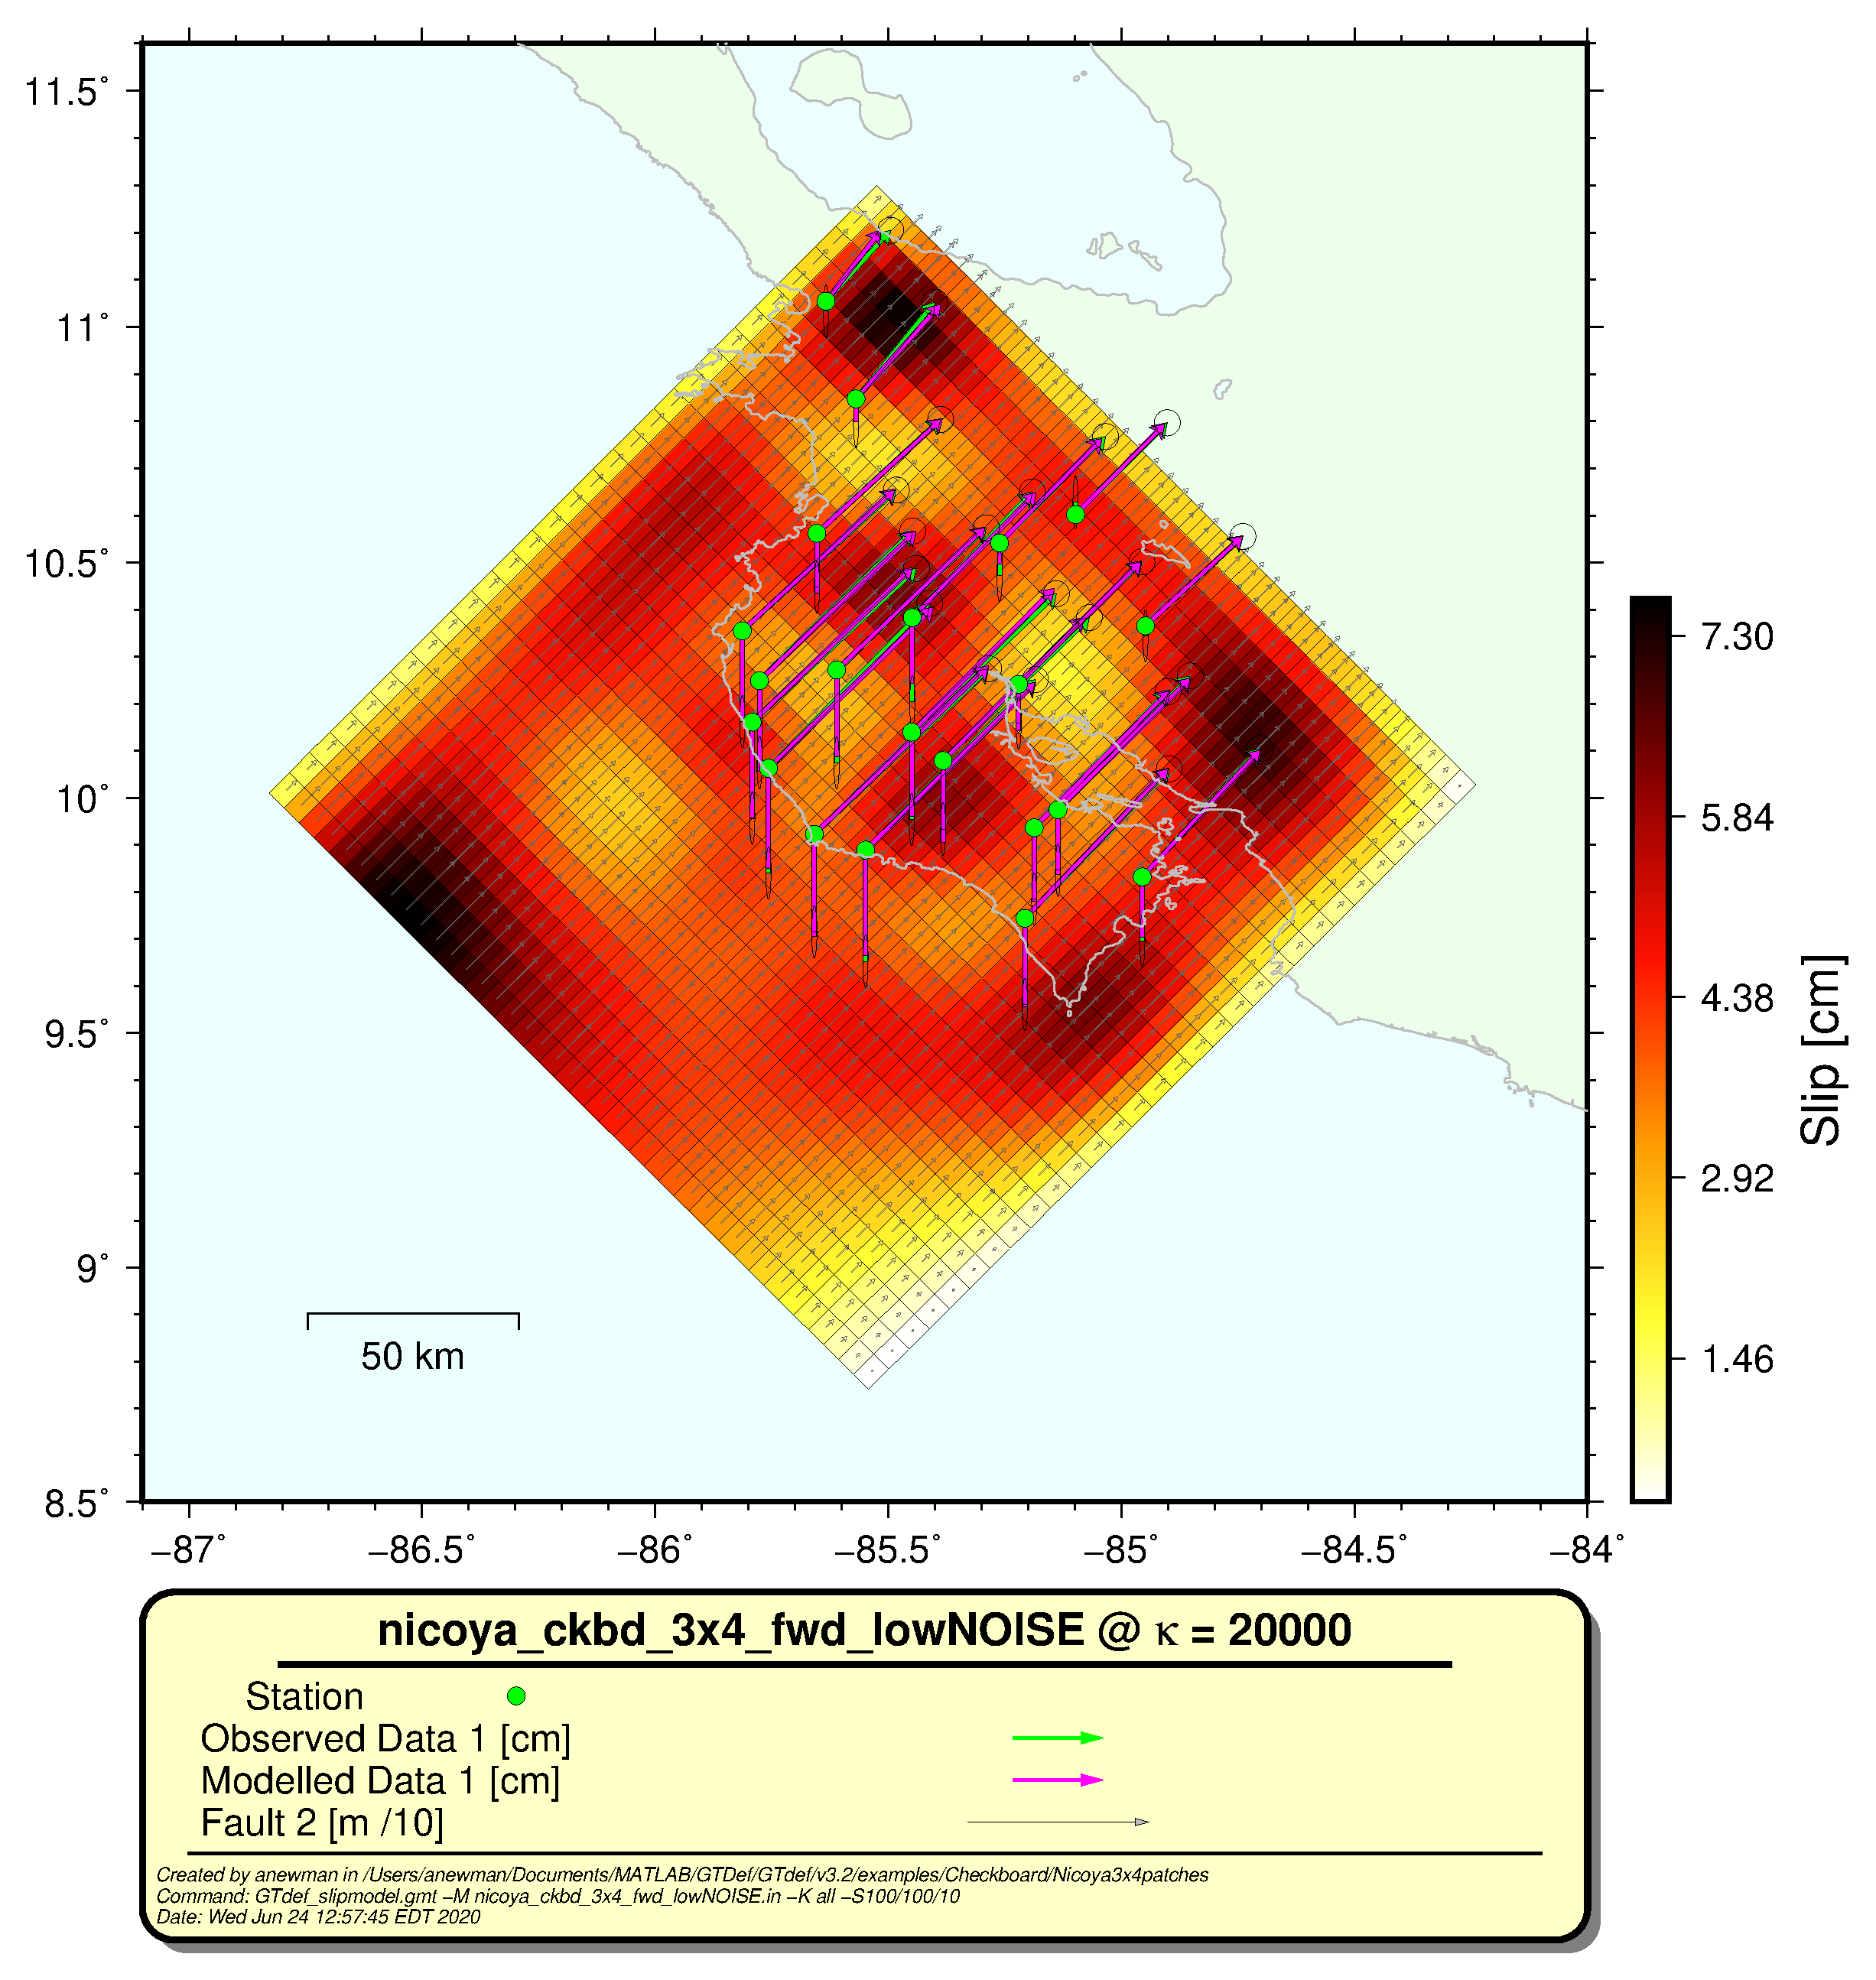 11.5°
11°
10.5°
10°
9.5°
9°
8.5°
−87°
−86.5°
−86°
−85.5°
−85°
−84.5°
−84°
50 km
7.30
5.84
4.38
2.92
1.46
Slip [cm]
nicoya_ckbd_3x4_fwd_lowNOISE @ κ = 20000
Station
Observed Data 1 [cm]
Modelled Data 1 [cm]
Fault 2 [m /10]
Created by anewman in /Users/anewman/Documents/MATLAB/GTDef/GTdef/v3.2/examples/Checkboard/Nicoya3x4patches
Command: GTdef_slipmodel.gmt −M nicoya_ckbd_3x4_fwd_lowNOISE.in −K all −S100/100/10
Date: Wed Jun 24 12:57:45 EDT 2020